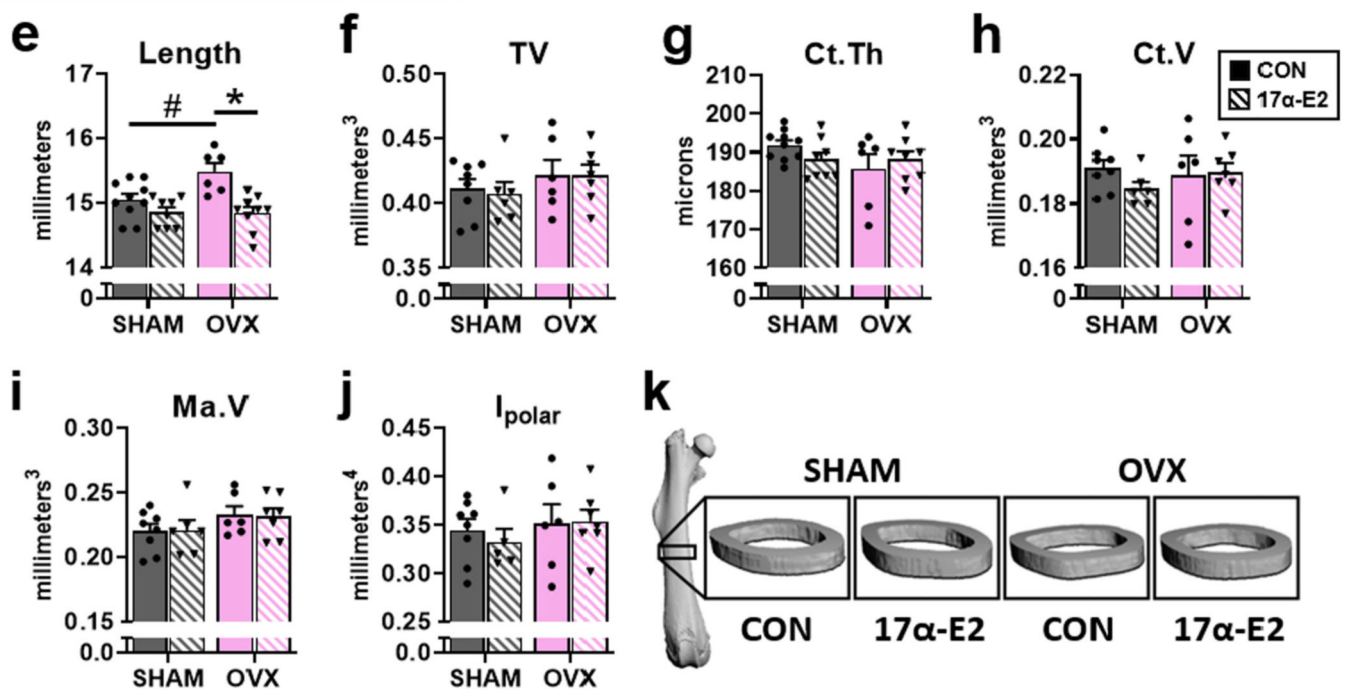 e
Length
millimeters
17
16
15
14
0
#
*
SHAM OVX
f
TV
millimeters³
0.50
0.45
0.40
0.35
0.0
SHAM OVX
g
Ct.Th
microns
210
200
190
180
170
160
0
SHAM OVX
h
Ct.V
millimeters³
0.22
0.20
0.18
0.16
0
SHAM OVX
CON
17α-E2
i
Ma.V
millimeters³
0.30
0.25
0.20
0.15
0.0
SHAM OVX
j
Ipolar
millimeters⁴
0.45
0.40
0.35
0.30
0.25
0.0
SHAM OVX
k
SHAM OVX
CON 17α-E2 CON 17α-E2